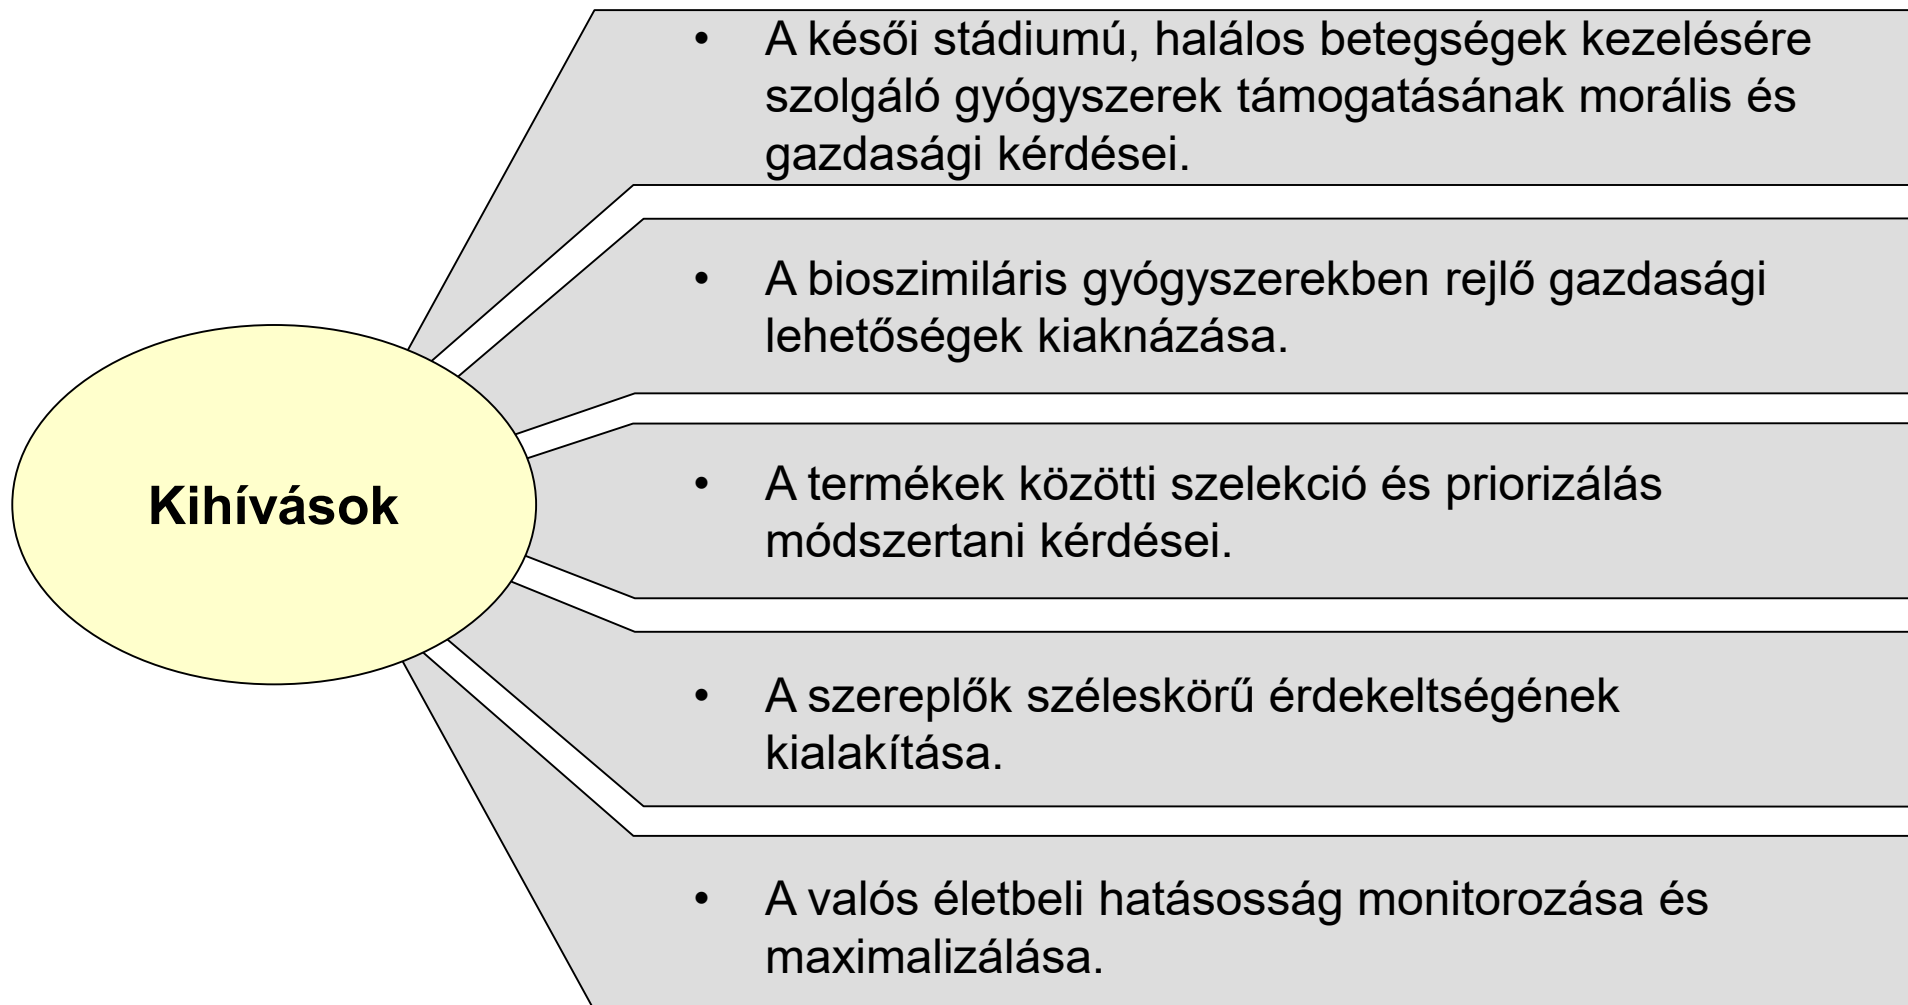 Kihívások
• A késői stádiumú, halálos betegségek kezelésére
szolgáló gyógyszerek támogatásának morális és
gazdasági kérdései.
• A bioszimiláris gyógyszerekben rejlő gazdasági
lehetőségek kiaknázása.
• A termékek közötti szelekció és priorizálás
módszertani kérdései.
• A szereplők széleskörű érdekeltségének
kialakítása.
• A valós életbeli hatásosság monitorozása és
maximalizálása.